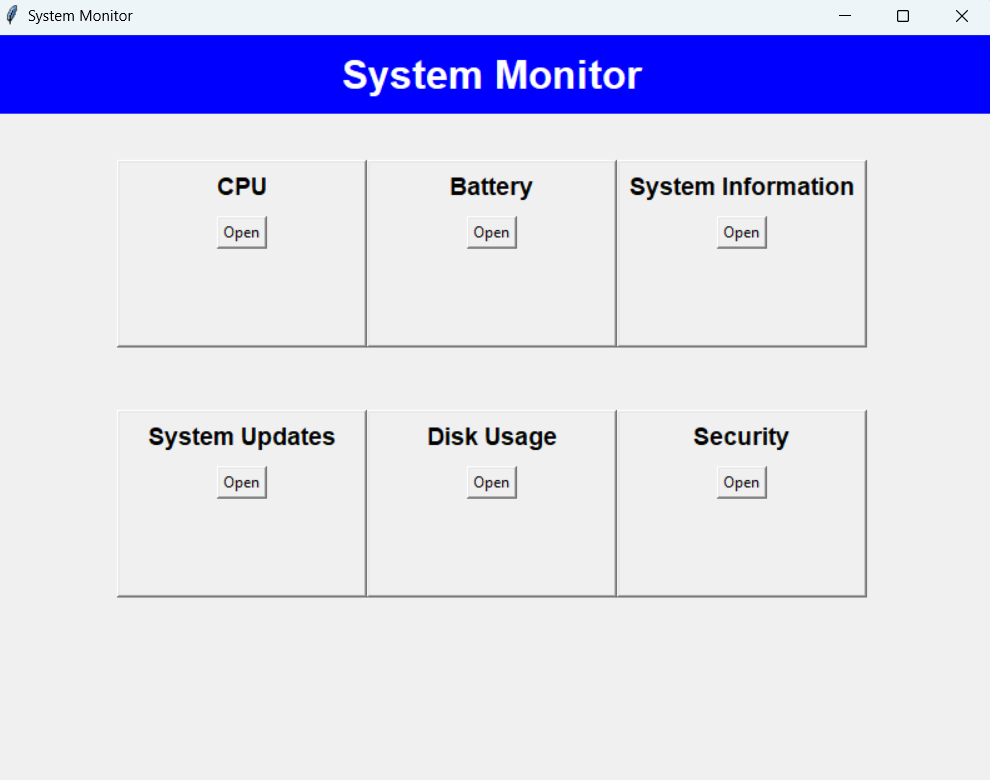 System Monitor
System Monitor
CPU
Battery
System Information
Open
Open
Open
System Updates
Disk Usage
Security
Open
Open
Open